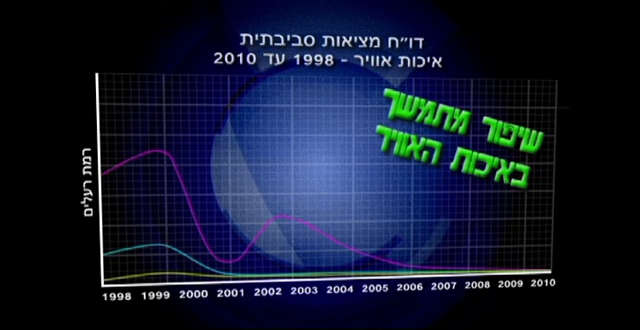 דו״ח מציאות סביבתית
איכות אוויר - 1998 עד 2010
שיפור מתמשך
באיכות האוויר
רמת רעלים
1998 1999 2000 2001 2002 2003 2004 2005 2006 2007 2008 2009 2010